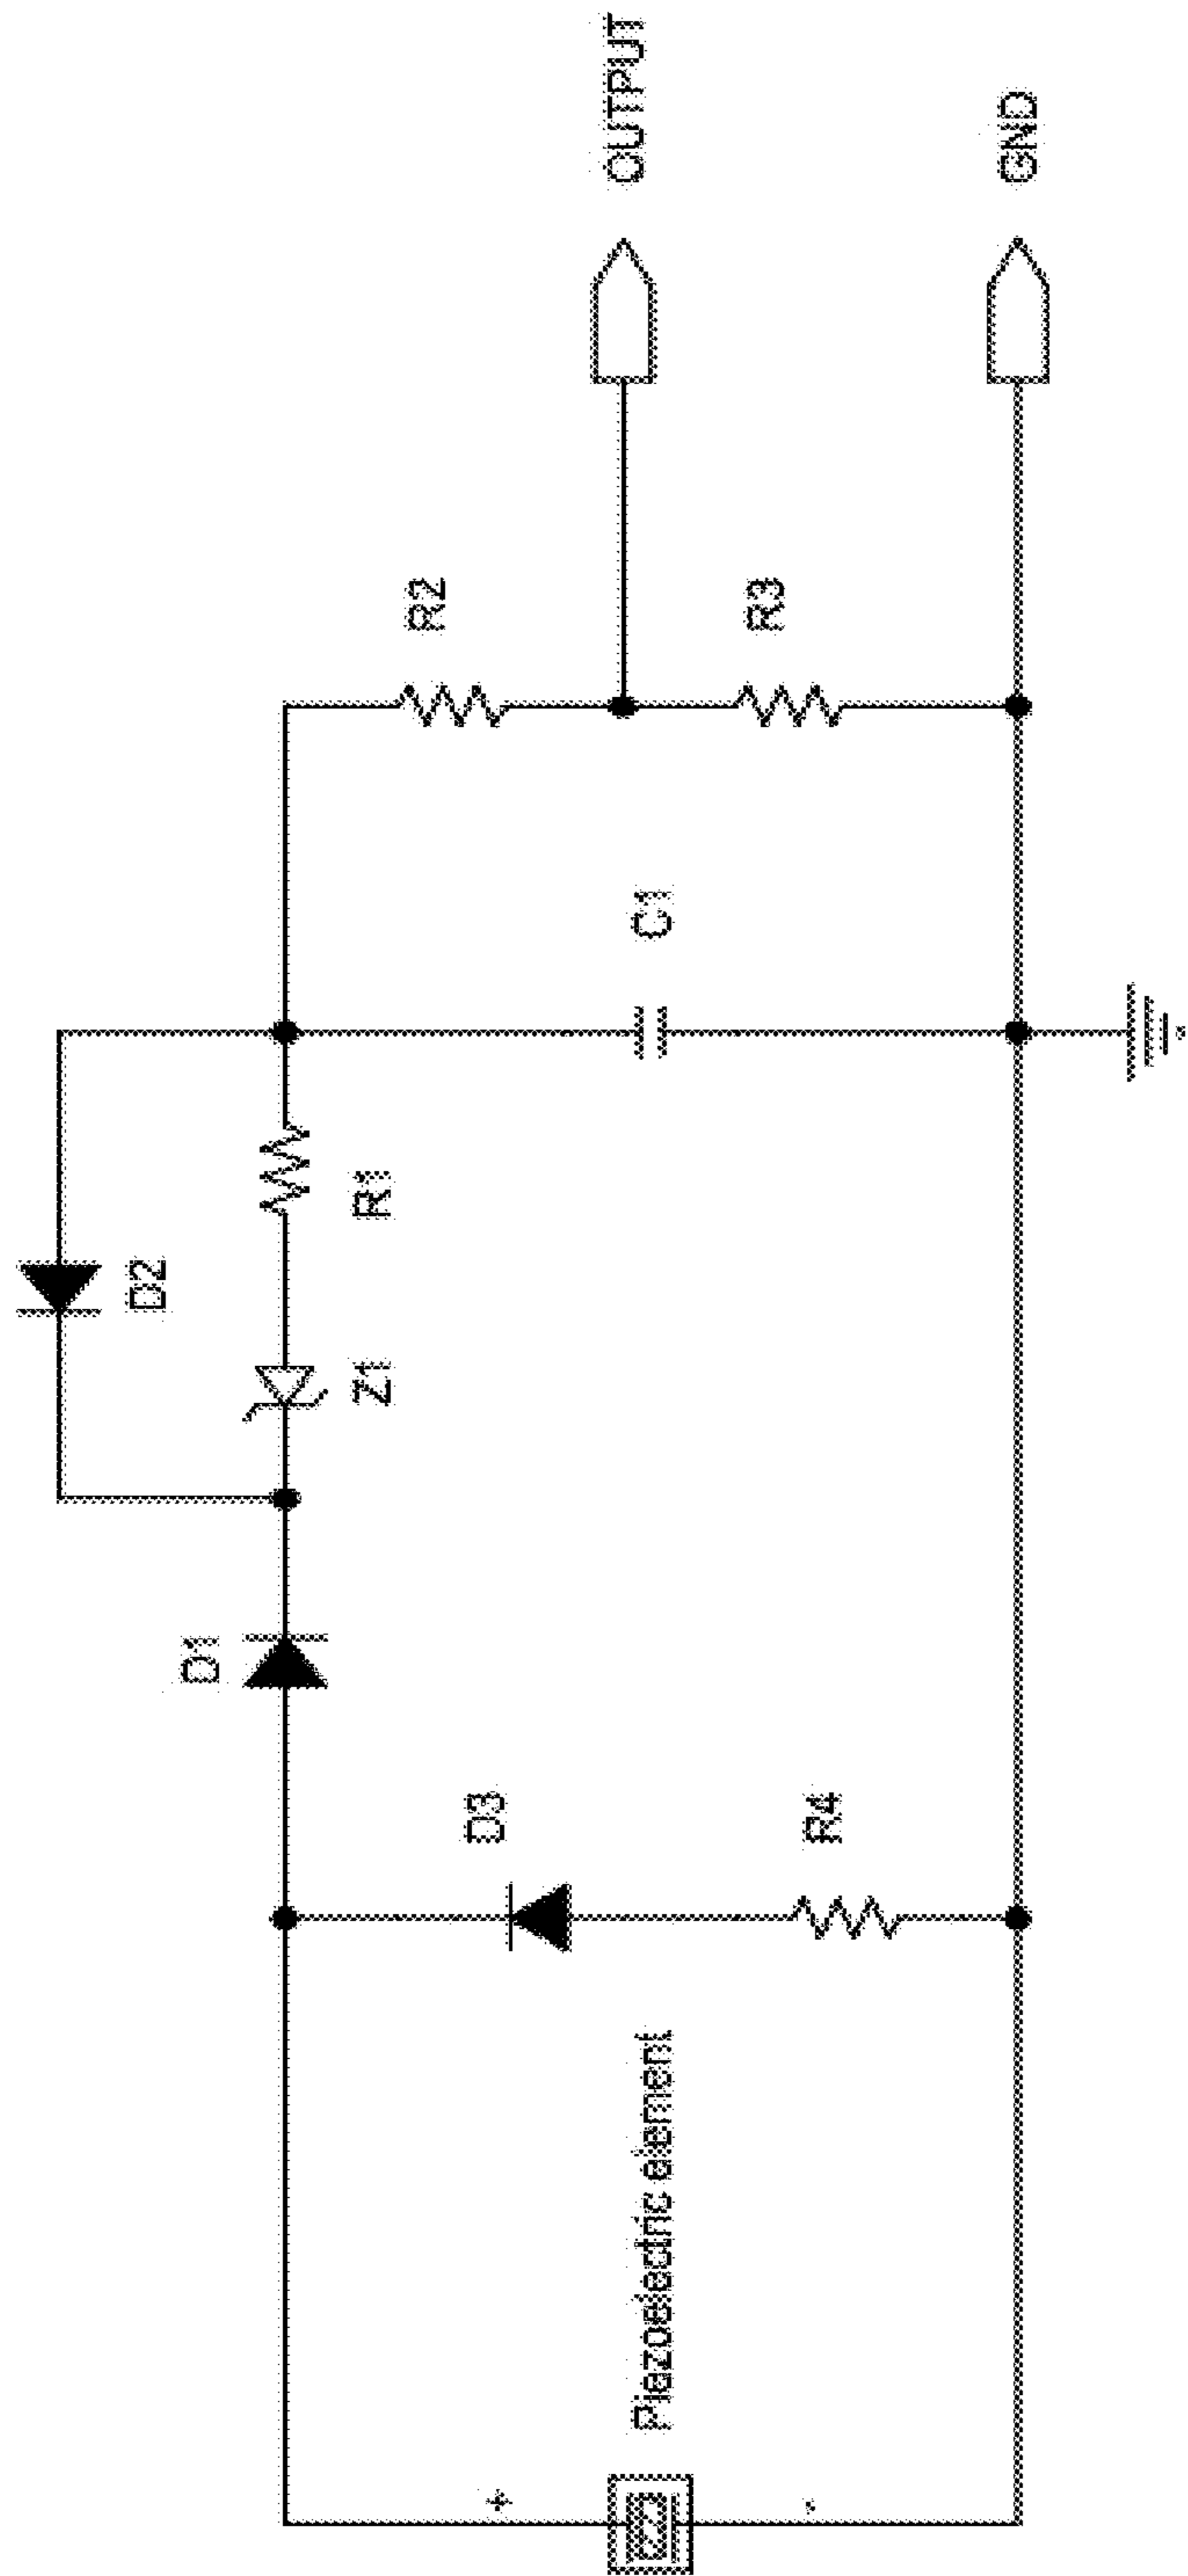 D2
D1
Z1
R1
R2
OUTPUT
D3
+
Piezoelectric element
C1
R3
R4
-
GND